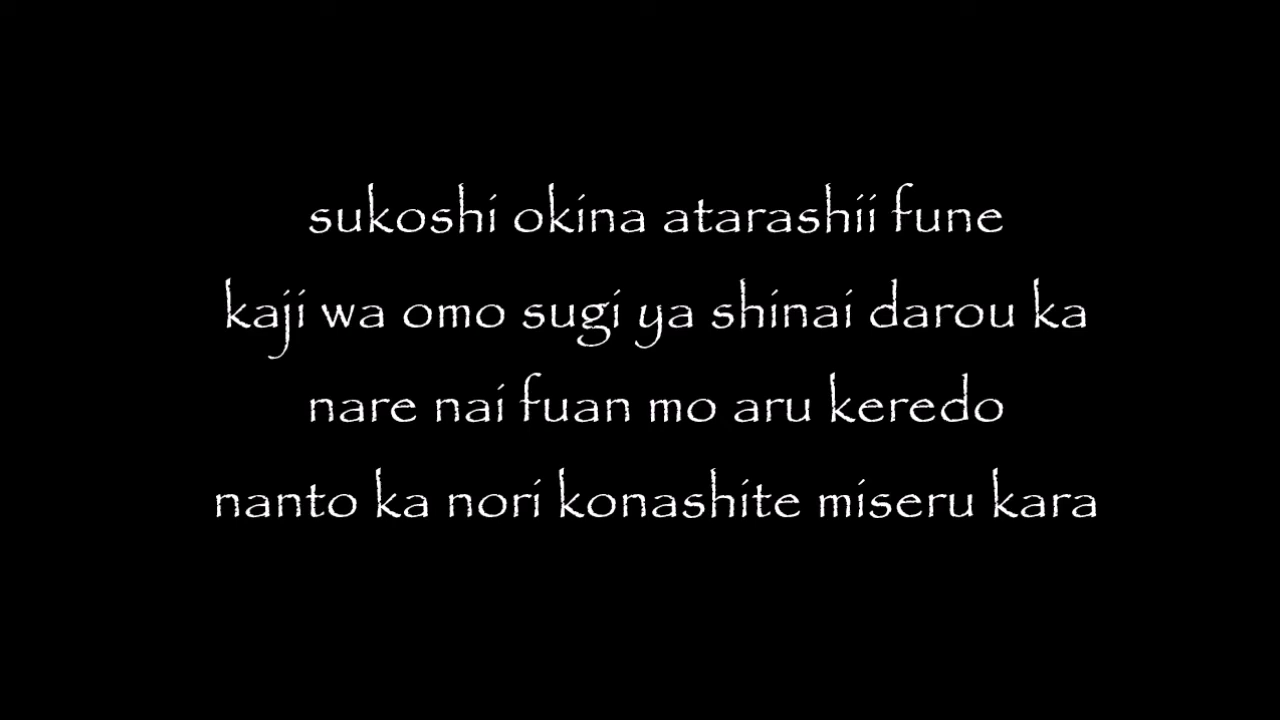 sukoshi okina atarashii fune
kaji wa omo sugi ya shinai darou ka
nare nai fuan mo aru keredo
nanto ka nori konashite miseru kara